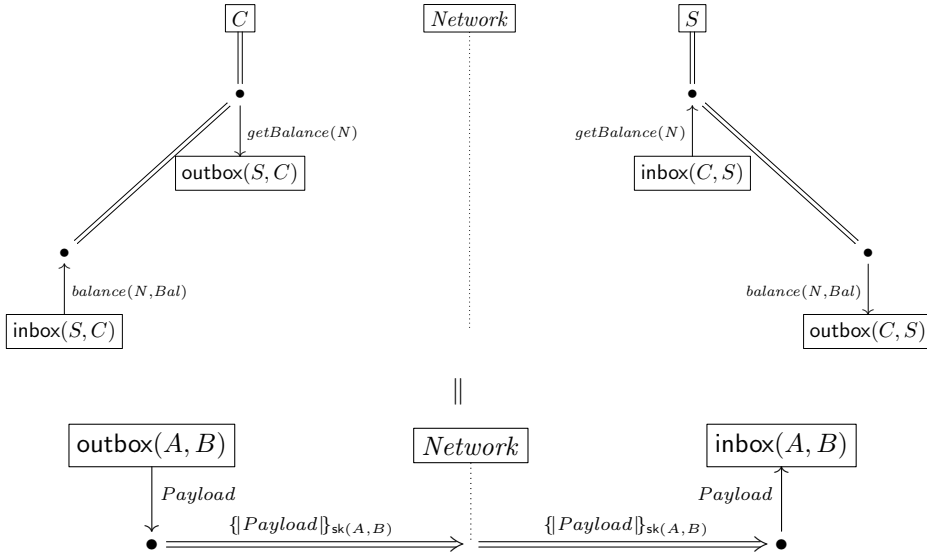 C Network S
getBalance(N) getBalance(N)
outbox(S, C) inbox(C, S)
balance(N,Bal) balance(N,Bal)
inbox(S, C) outbox(C, S)
∥
outbox(A, B) Network inbox(A, B)
Payload Payload
{|Payload|}sk(A,B) {|Payload|}sk(A,B)